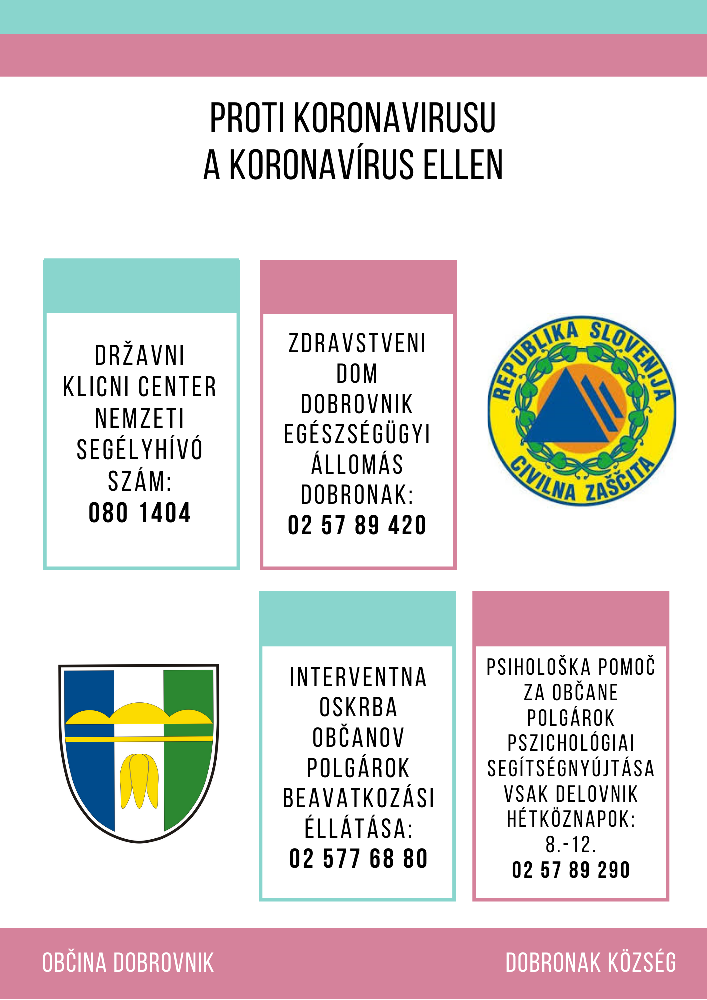 PROTI KORONAVIRUSU
A KORONAVÍRUS ELLEN
DRŽAVNI
KLICNI CENTER
NEMZETI
SEGÉLYHÍVÓ
SZÁM:
080 1404
ZDRAVSTVENI
DOM
DOBROVNIK
EGÉSZSÉGÜGYI
ÁLLOMÁS
DOBRONAK:
02 57 89 420
REPUBLIKA SLOVENIJA
CIVILNA ZAŠČITA
INTERVENTNA
OSKRBA
OBČANOV
POLGÁROK
BEAVATKOZÁSI
ÉLLÁTÁSA:
02 577 68 80
PSIHOLOŠKA POMOČ
ZA OBČANE
POLGÁROK
PSZICHOLÓGIAI
SEGÍTSÉGNYÚJTÁSA
VSAK DELOVNIK
HÉTKÖZNAPOK:
8.-12.
02 57 89 290
OBČINA DOBROVNIK
DOBRONAK KÖZSÉG